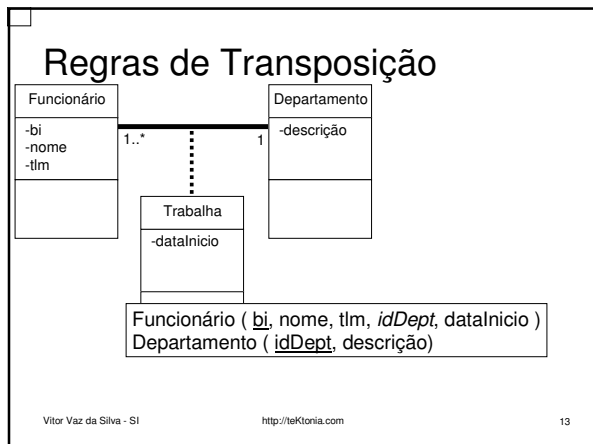 Regras de Transposição
Funcionário
-bi
-nome
-tlm
1..*
1
Departamento
-descrição
Trabalha
-dataInicio
Funcionário ( bi, nome, tlm, idDept, dataInicio )
Departamento ( idDept, descrição)
Vitor Vaz da Silva - SI
http://teKtonia.com
13